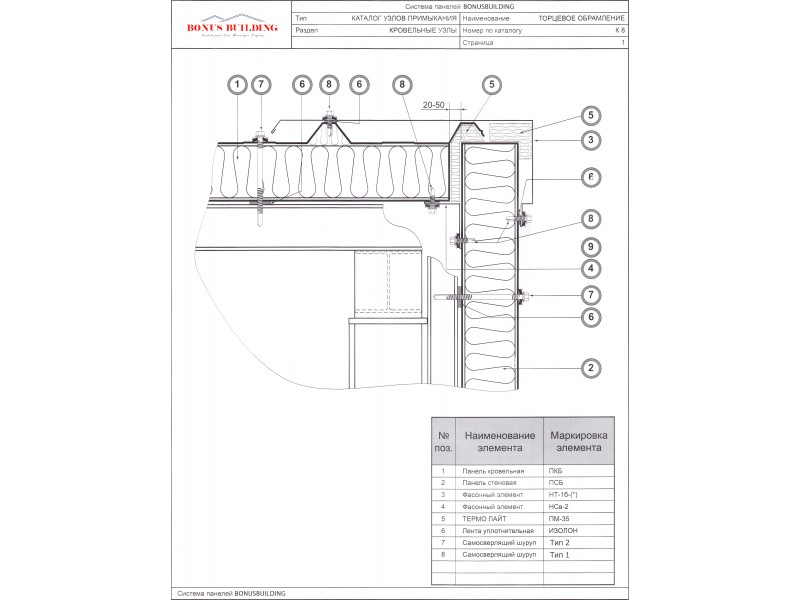 Система панелей BONUSBUILDING
BONUS BUILDING
Тип КАТАЛОГ УЗЛОВ ПРИМЫКАНИЯ Наименование ТОРЦЕВОЕ ОБРАМЛЕНИЕ
Раздел КРОВЕЛЬНЫЕ УЗЛЫ Номер по каталогу К 8
Страница 1
1 7 6 8 6 8 5
20-50
5
3
6
8
9
4
7
6
2
№ поз. Наименование элемента Маркировка элемента
1 Панель кровельная ПКБ
2 Панель стеновая ПСБ
3 Фасонный элемент НТ-16-(*)
4 Фасонный элемент НСв-2
5 ТЕРМО ЛАЙТ ПМ-35
6 Лента уплотнительная ИЗОЛОН
7 Самосверлящий шуруп Тип 2
8 Самосверлящий шуруп Тип 1
Система панелей BONUSBUILDING